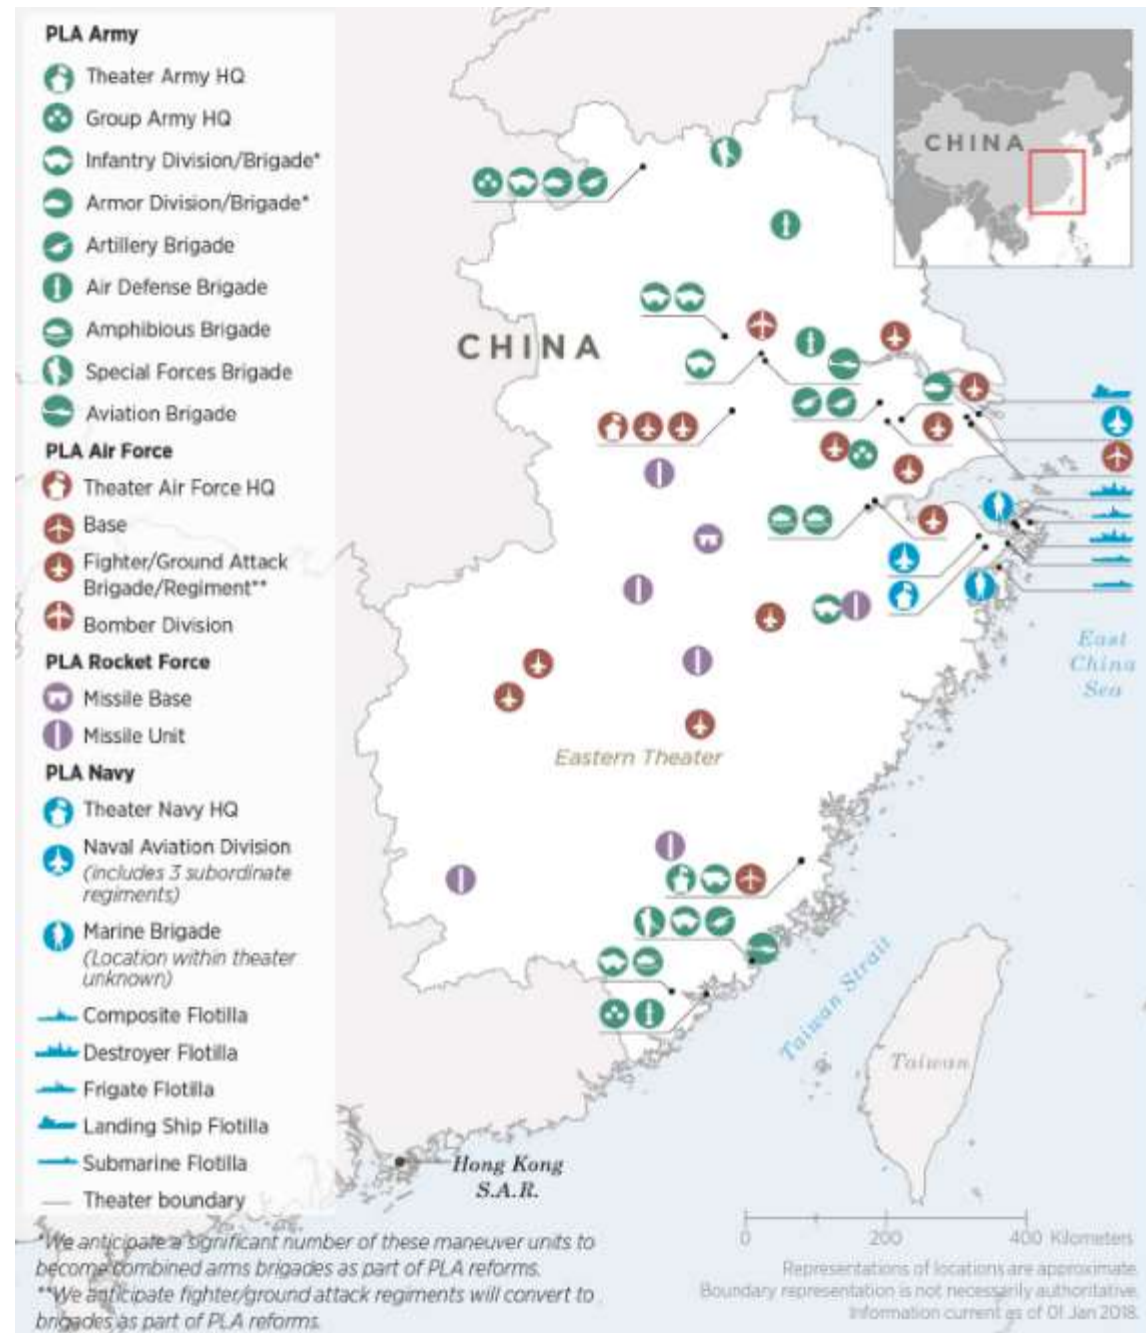 PLA Army
Theater Army HQ
Group Army HQ
Infantry Division/Brigade*
Armor Division/Brigade*
Artillery Brigade
Air Defense Brigade
Amphibious Brigade
Special Forces Brigade
Aviation Brigade
PLA Air Force
Theater Air Force HQ
Base
Fighter/Ground Attack
Brigade/Regiment**
Bomber Division
PLA Rocket Force
Missile Base
Missile Unit
PLA Navy
Theater Navy HQ
Naval Aviation Division
(includes 3 subordinate
regiments)
Marine Brigade
(Location within theater
unknown)
Composite Flotilla
Destroyer Flotilla
Frigate Flotilla
Landing Ship Flotilla
Submarine Flotilla
Theater boundary
*We anticipate a significant number of these maneuver units to
become combined arms brigades as part of PLA reforms.
**We anticipate fighter/ground attack regiments will convert to
brigades as part of PLA reforms.
CHINA
CHINA
East
China
Sea
Eastern Theater
Taiwan Strait
Taiwan
Hong Kong
S.A.R.
0 200 400 Kilometers
Representations of locations are approximate.
Boundary representation is not necessarily authoritative.
Information current as of 01 Jan 2018.